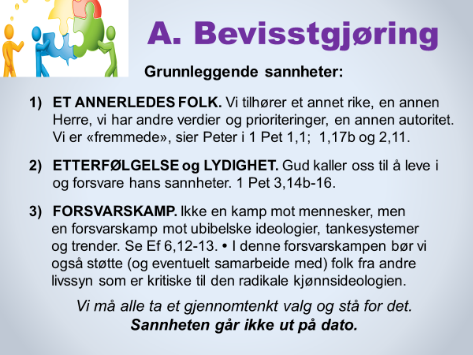 A. Bevisstgjøring
Grunnleggende sannheter:
1) ET ANNERLEDES FOLK. Vi tilhører et annet rike, en annen
Herre, vi har andre verdier og prioriteringer, en annen autoritet.
Vi er «fremmede», sier Peter i 1 Pet 1,1; 1,17b og 2,11.
2) ETTERFØLGELSE og LYDIGHET. Gud kaller oss til å leve i
og forsvare hans sannheter. 1 Pet 3,14b-16.
3) FORSVARSKAMP. Ikke en kamp mot mennesker, men
en forsvarskamp mot ubibelske ideologier, tankesystemer
og trender. Se Ef 6,12-13. • I denne forsvarskampen bør vi
også støtte (og eventuelt samarbeide med) folk fra andre
livssyn som er kritiske til den radikale kjønnsideologien.
Vi må alle ta et gjennomtenkt valg og stå for det.
Sannheten går ikke ut på dato.